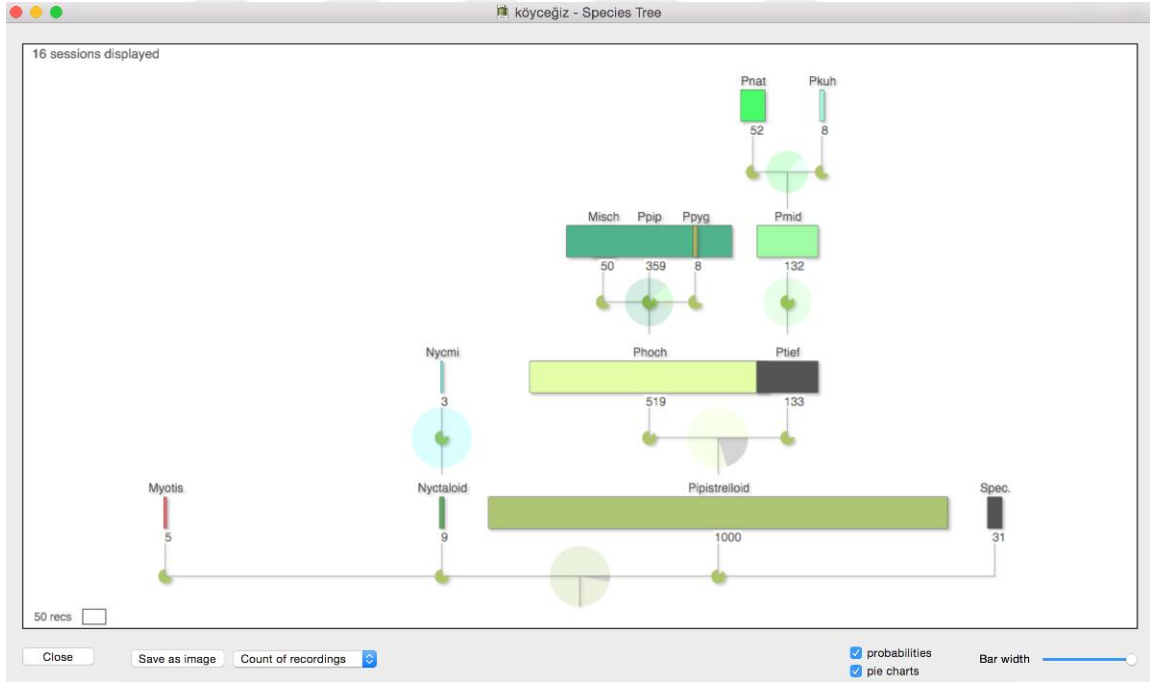 köyceğiz - Species Tree
16 sessions displayed
Pnat Pkuh
52 8
Misch Ppip Ppyg Pmid
50 359 8 132
Nycmi Phoch Ptief
3 519 133
Myotis Nyctaloid Pipistrelloid Spec.
5 9 1000 31
50 recs
Close Save as image Count of recordings probabilities Bar width
pie charts